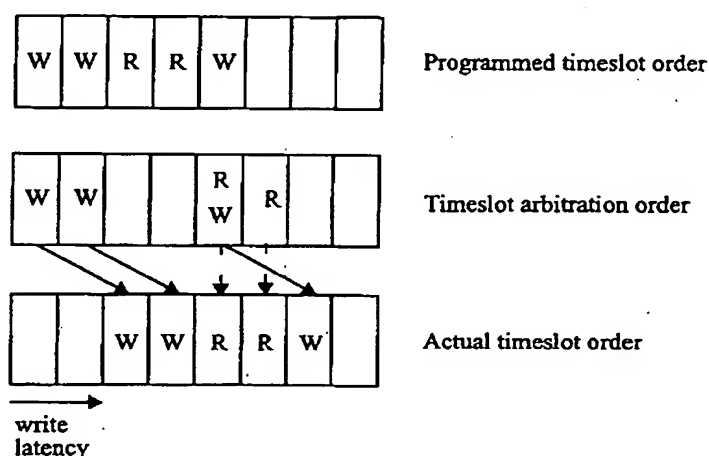 W W R R W Programmed timeslot order
R
W W W R Timeslot arbitration order
W W R R W Actual timeslot order
write
latency